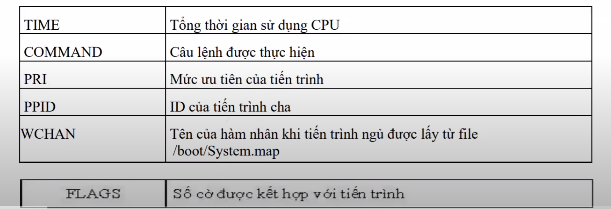 TIME Tổng thời gian sử dụng CPU
COMMAND Câu lệnh được thực hiện
PRI Mức ưu tiên của tiến trình
PPID ID của tiến trình cha
WCHAN Tên của hàm nhân khi tiến trình ngủ được lấy từ file
/boot/System.map
FLAGS Số cờ được kết hợp với tiến trình